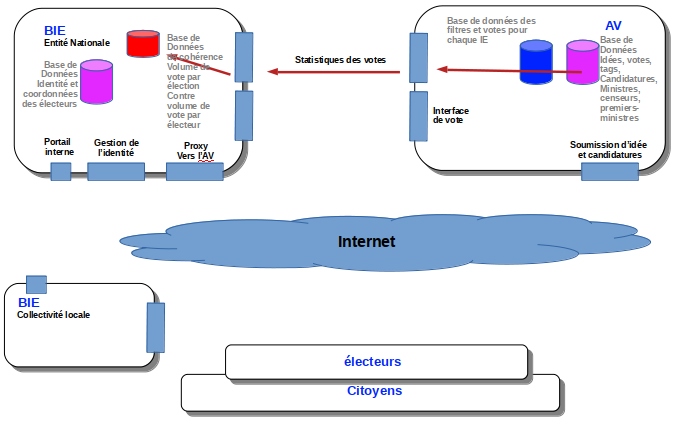 BIE
Entité Nationale
Base de
Données
Identité et
coordonnées
des électeurs
Base de
Données
de cohérence
Volume de
vote par
élection
Contre
volume de
vote par
électeur
Portail
interne
Gestion de
l'identité
Proxy
Vers l'AV
Statistiques des votes
Base de données des
filtres et votes pour
chaque IE
AV
Base de
Données
Idées, votes,
tags,
Candidatures,
Ministres,
censeurs,
premiers-
ministres
Interface
de vote
Soumission d'idée
et candidatures
Internet
BIE
Collectivité locale
électeurs
Citoyens